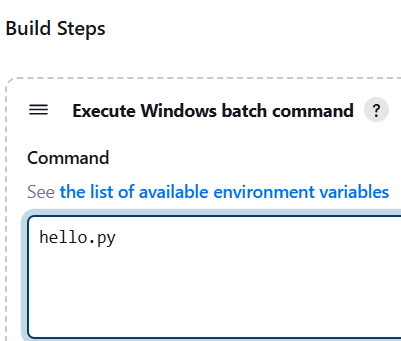 Build Steps
Execute Windows batch command ?
Command
See the list of available environment variables
hello.py